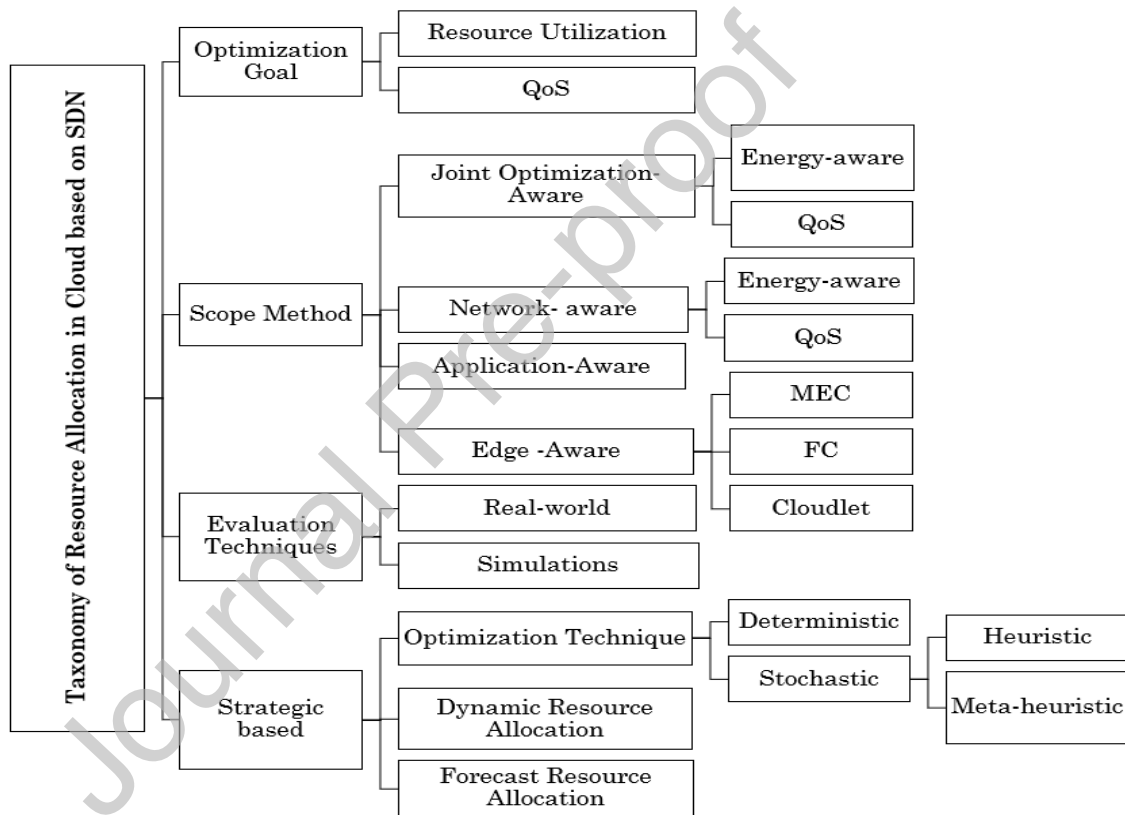 Taxonomy of Resource Allocation in Cloud based on SDN
Optimization
Goal
Resource Utilization
QoS
Scope Method
Joint Optimization-
Aware
Energy-aware
QoS
Network- aware
Energy-aware
QoS
Application-Aware
Edge -Aware
MEC
FC
Cloudlet
Evaluation
Techniques
Real-world
Simulations
Strategic
based
Optimization Technique
Deterministic
Stochastic
Heuristic
Meta-heuristic
Dynamic Resource
Allocation
Forecast Resource
Allocation
Journal Pre-proof